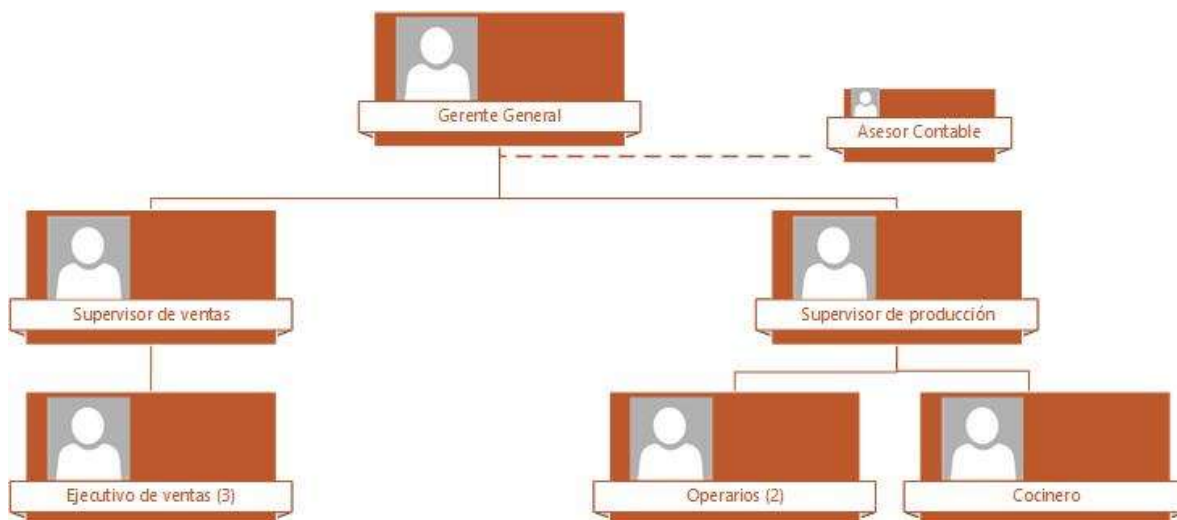 Gerente General
Asesor Contable
Supervisor de ventas
Supervisor de producción
Ejecutivo de ventas (3)
Operarios (2)
Cocinero